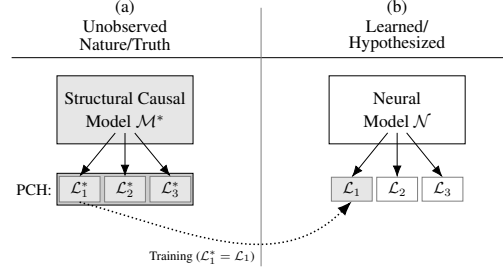 (a)
Unobserved
Nature/Truth
(b)
Learned/
Hypothesized
Structural Causal
Model ℳ*
Neural
Model 𝒩
PCH: ℒ₁* ℒ₂* ℒ₃*
ℒ₁ ℒ₂ ℒ₃
Training (ℒ₁* = ℒ₁)